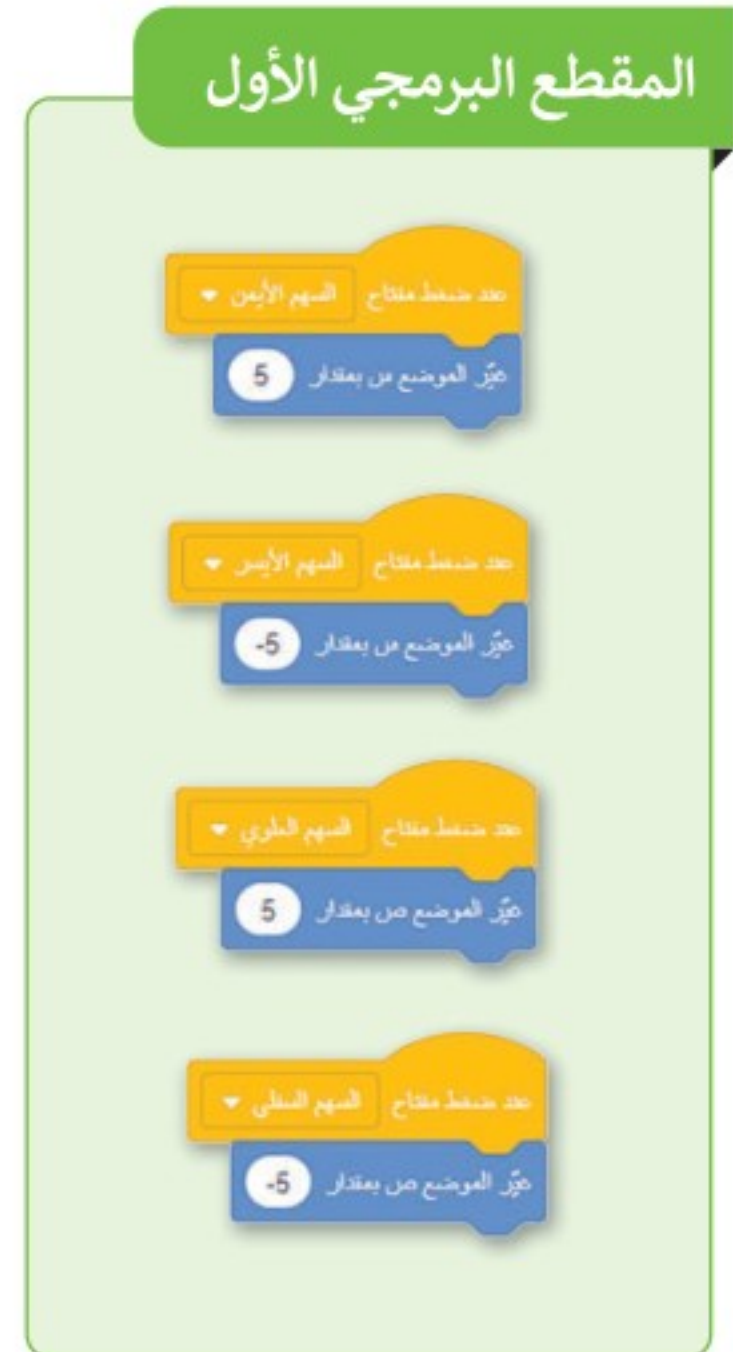 المقطع البرمجي الأول
عند ضغط مفتاح السهم الأيمن
غيّر الموضع س بمقدار 5
عند ضغط مفتاح السهم الأيسر
غيّر الموضع س بمقدار -5
عند ضغط مفتاح السهم العلوي
غيّر الموضع ص بمقدار 5
عند ضغط مفتاح السهم السفلي
غيّر الموضع ص بمقدار -5